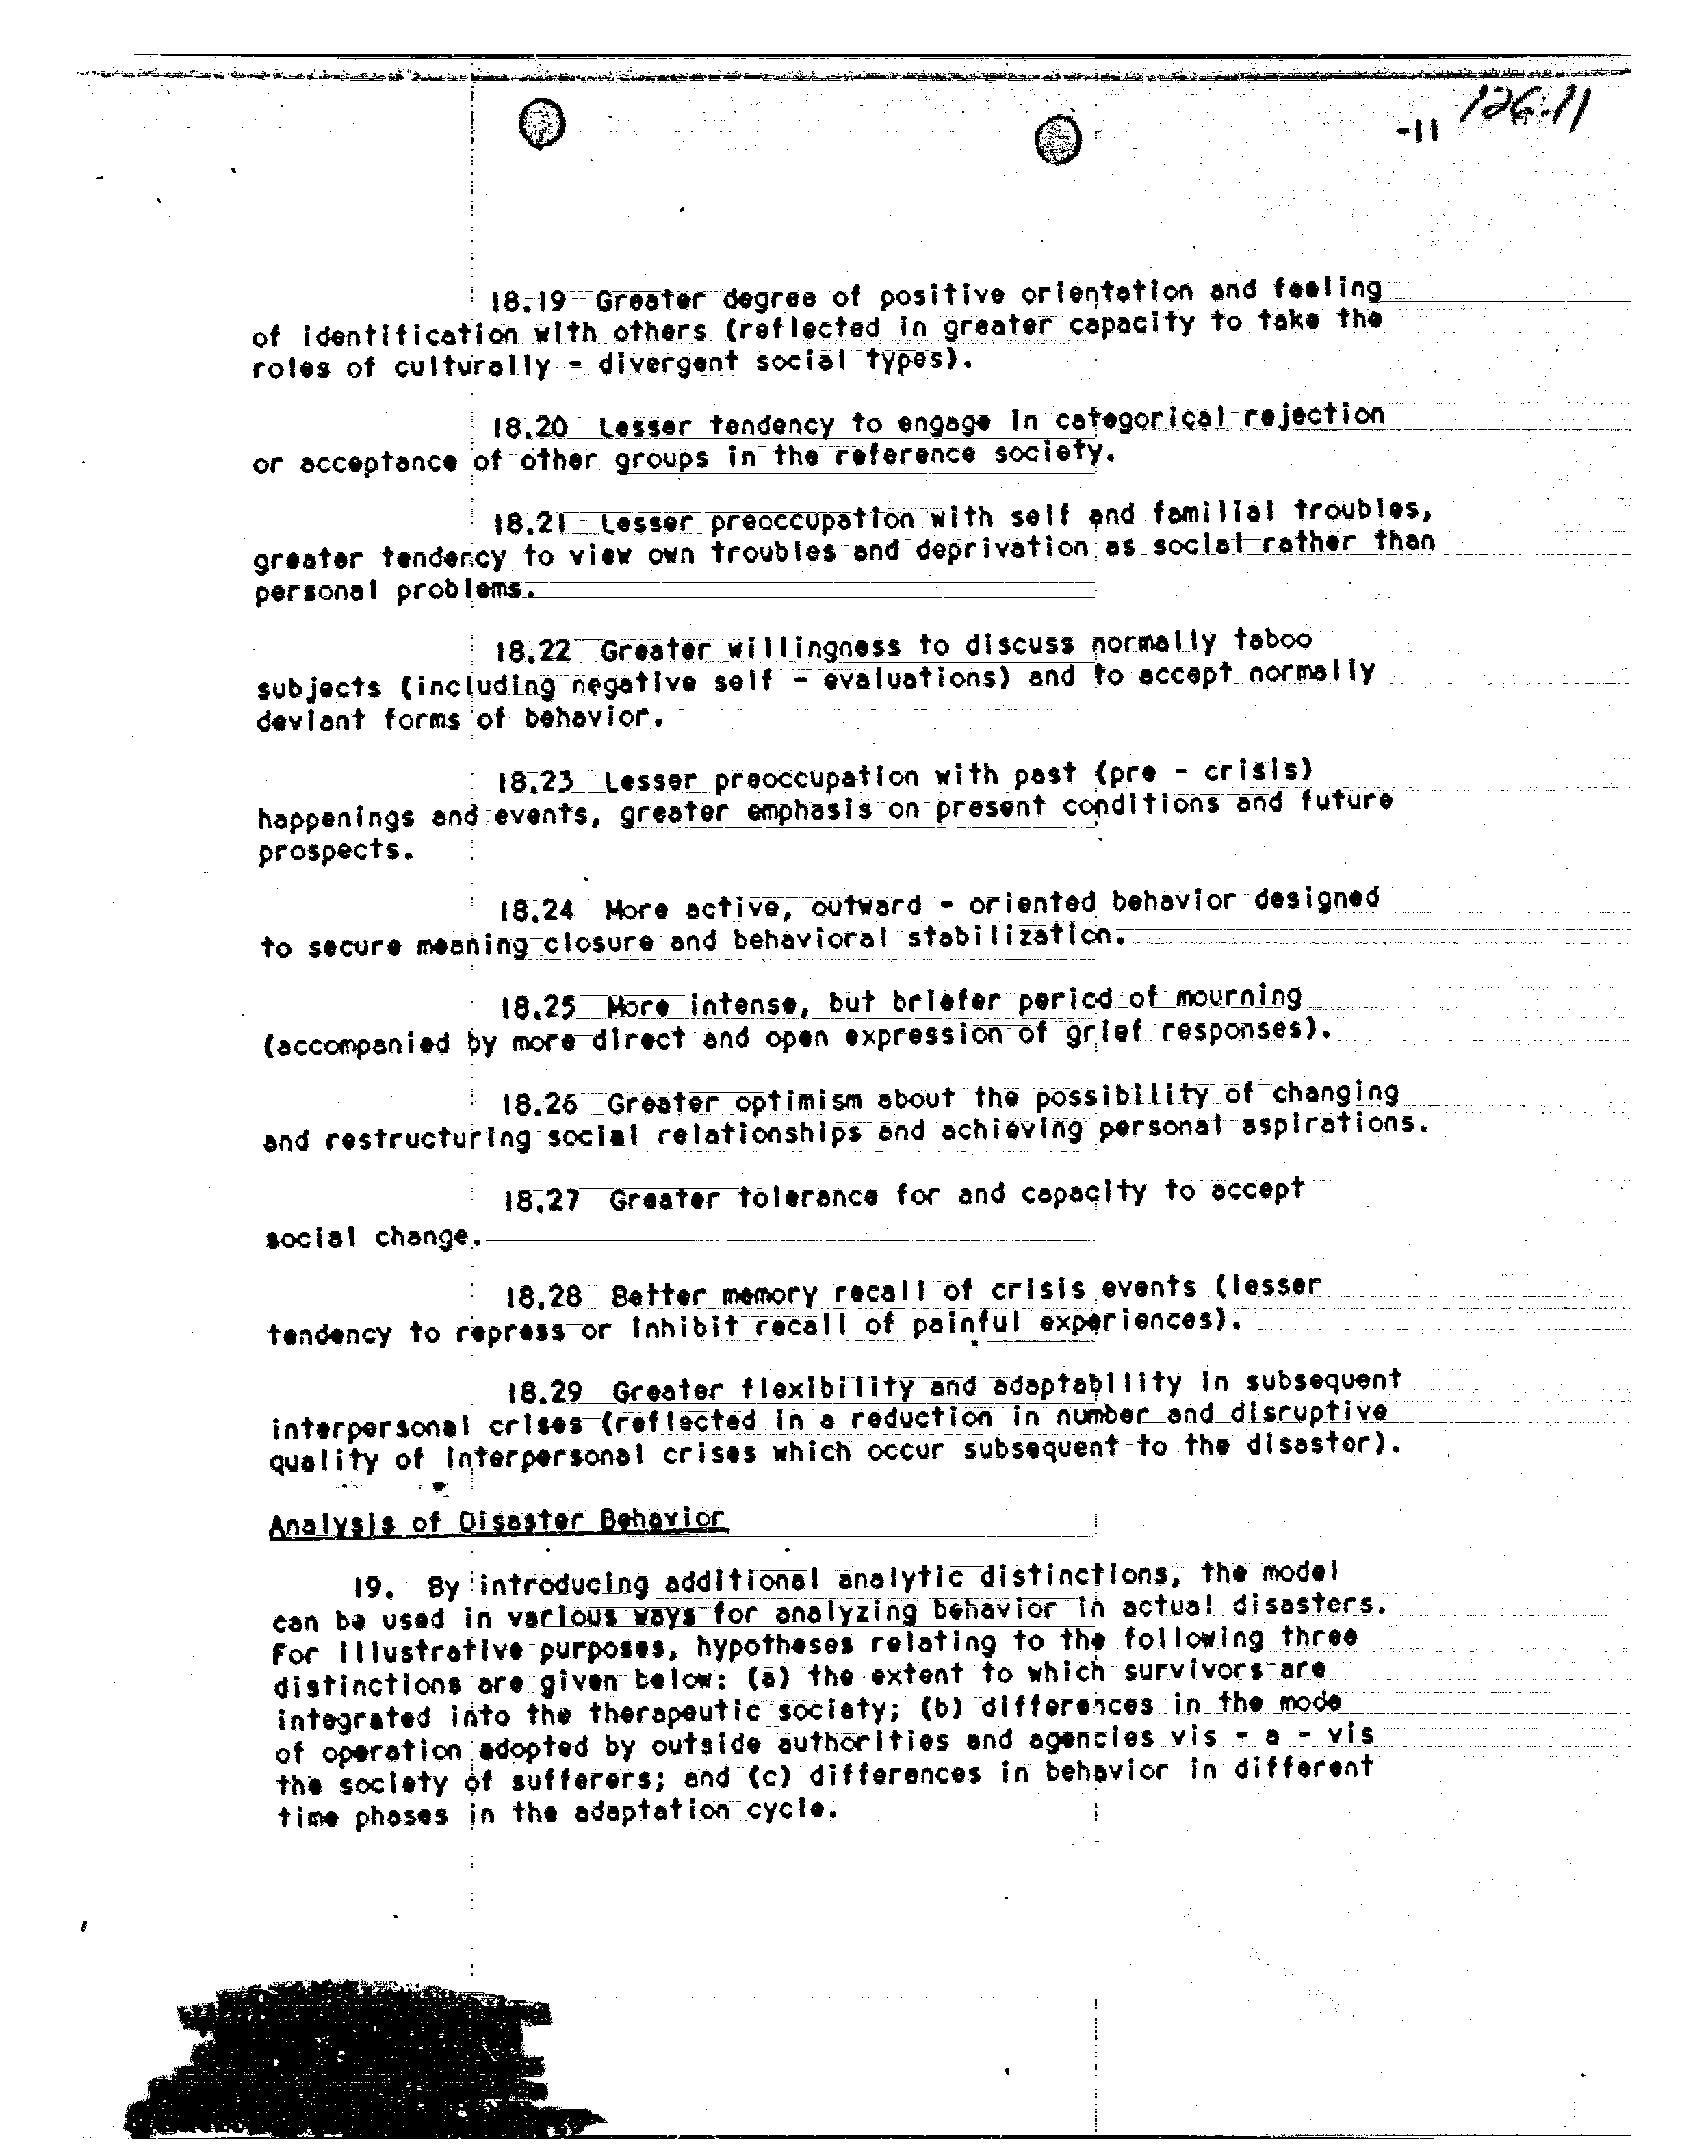 126-11
-11
18.19 Greater degree of positive orientation and feeling
of identification with others (reflected in greater capacity to take the
roles of culturally - divergent social types).
18.20 Lesser tendency to engage in categorical rejection
or acceptance of other groups in the reference society.
18.21 Lesser preoccupation with self and familial troubles,
greater tendency to view own troubles and deprivation as social rather than
personal problems.
18.22 Greater willingness to discuss normally taboo
subjects (including negative self - evaluations) and to accept normally
deviant forms of behavior.
18.23 Lesser preoccupation with past (pre - crisis)
happenings and events, greater emphasis on present conditions and future
prospects.
18.24 More active, outward - oriented behavior designed
to secure meaning closure and behavioral stabilization.
18.25 More intense, but briefer period of mourning
(accompanied by more direct and open expression of grief responses).
18.26 Greater optimism about the possibility of changing
and restructuring social relationships and achieving personal aspirations.
18.27 Greater tolerance for and capacity to accept
social change.
18.28 Better memory recall of crisis events (lesser
tendency to repress or inhibit recall of painful experiences).
18.29 Greater flexibility and adaptability in subsequent
interpersonal crises (reflected in a reduction in number and disruptive
quality of interpersonal crises which occur subsequent to the disaster).
Analysis of Disaster Behavior
19. By introducing additional analytic distinctions, the model
can be used in various ways for analyzing behavior in actual disasters.
For illustrative purposes, hypotheses relating to the following three
distinctions are given below: (a) the extent to which survivors are
integrated into the therapeutic society; (b) differences in the mode
of operation adopted by outside authorities and agencies vis - a - vis
the society of sufferers; and (c) differences in behavior in different
time phases in the adaptation cycle.